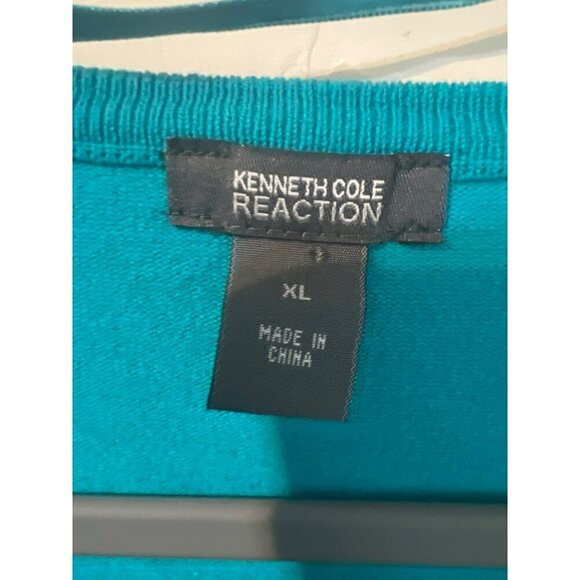 KENNETH COLE
REACTION
XL
MADE IN
CHINA